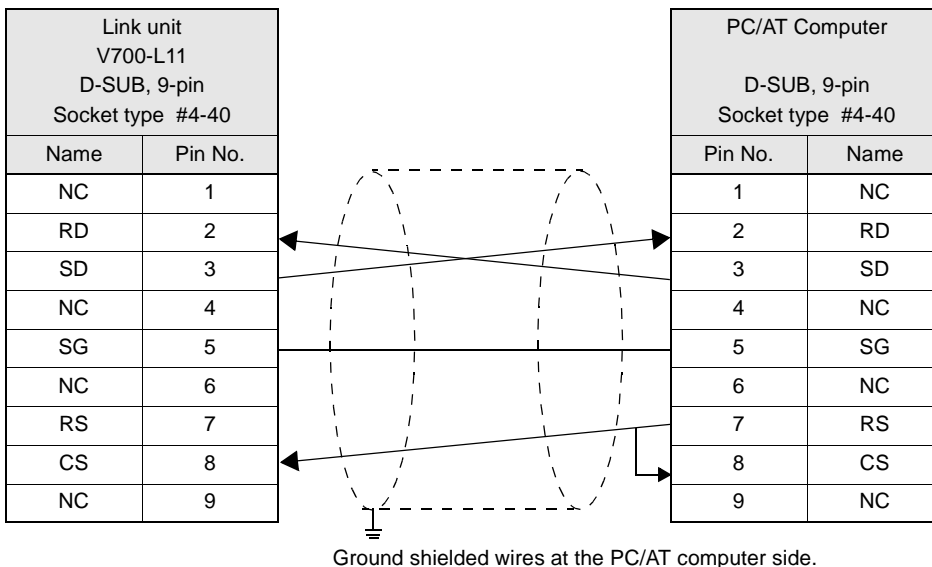 Link unit
V700-L11
D-SUB, 9-pin
Socket type #4-40
Name Pin No.
NC 1
RD 2
SD 3
NC 4
SG 5
NC 6
RS 7
CS 8
NC 9
PC/AT Computer
D-SUB, 9-pin
Socket type #4-40
Pin No. Name
1 NC
2 RD
3 SD
4 NC
5 SG
6 NC
7 RS
8 CS
9 NC
Ground shielded wires at the PC/AT computer side.